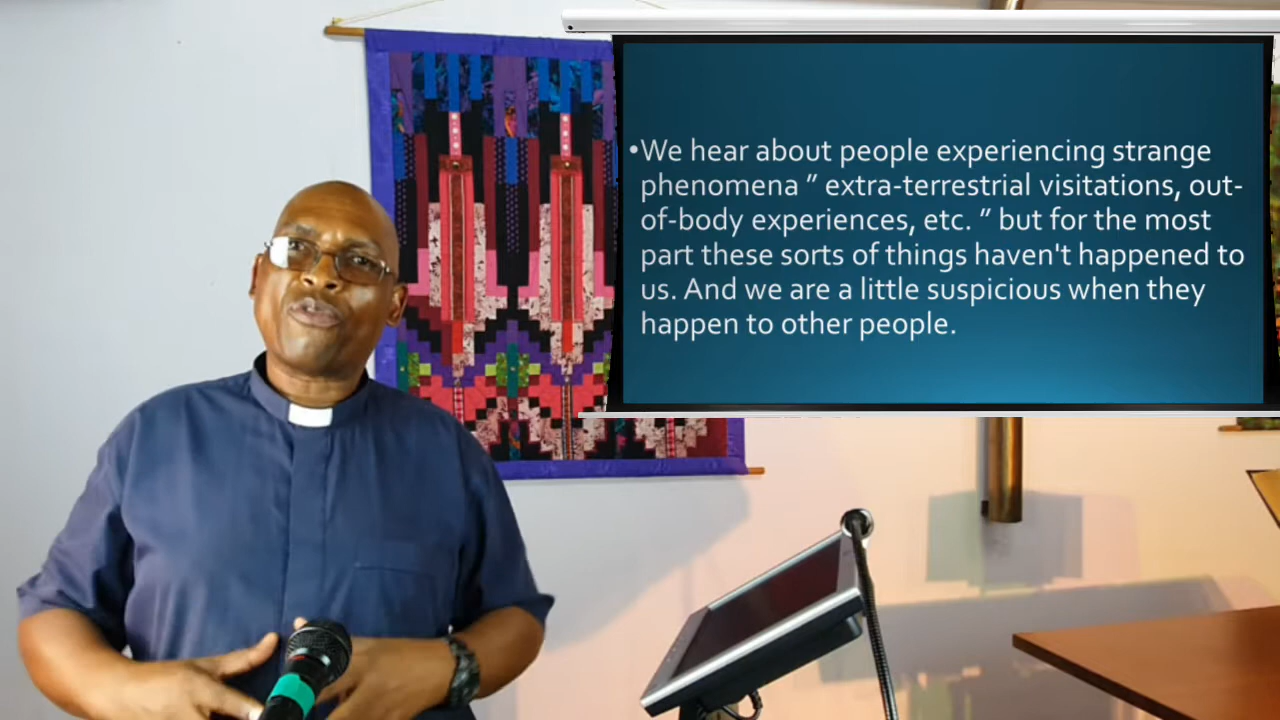 •We hear about people experiencing strange
phenomena ” extra-terrestrial visitations, out-
of-body experiences, etc. ” but for the most
part these sorts of things haven't happened to
us. And we are a little suspicious when they
happen to other people.